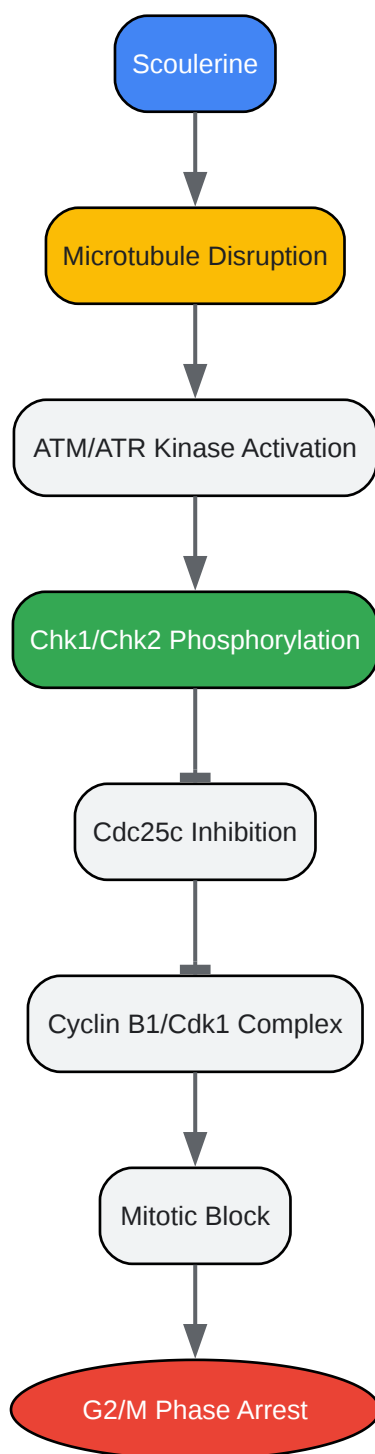 Scoulerine
Microtubule Disruption
ATM/ATR Kinase Activation
Chk1/Chk2 Phosphorylation
Cdc25c Inhibition
Cyclin B1/Cdk1 Complex
Mitotic Block
G2/M Phase Arrest